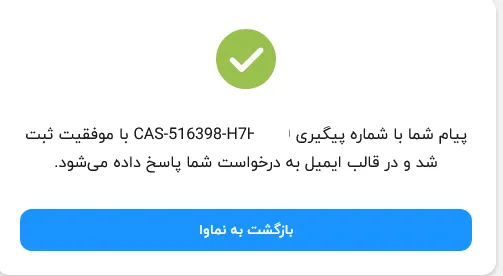 پیام شما با شماره پیگیری CAS-516398-H7 با موفقیت ثبت
شد و در قالب ایمیل به درخواست شما پاسخ داده می‌شود.
بازگشت به نماوا